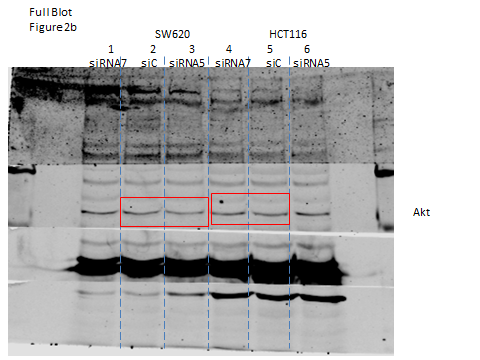 Full Blot
Figure 2b
SW620 HCT116
1 2 3 4 5 6
siRNA7 siC siRNA5 siRNA7 siC siRNA5
Akt